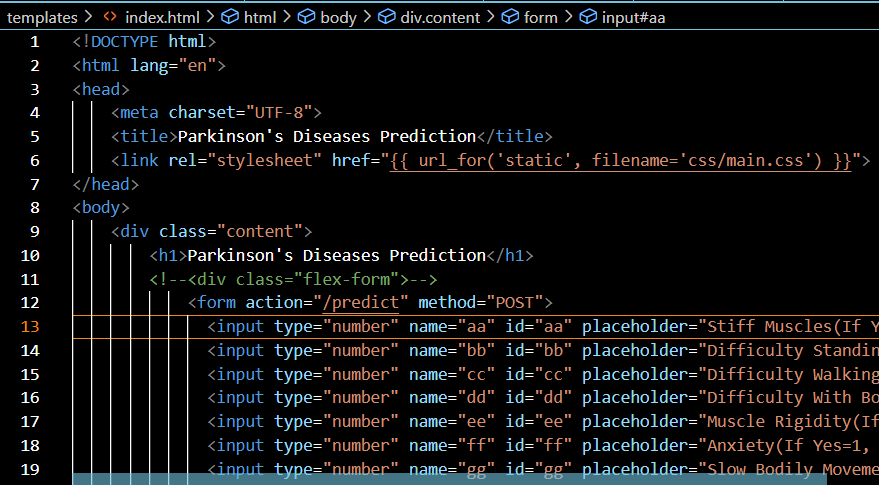 templates > index.html > html > body > div.content > form > input#aa
1 <!DOCTYPE html>
2 <html lang="en">
3 <head>
4 <meta charset="UTF-8">
5 <title>Parkinson's Diseases Prediction</title>
6 <link rel="stylesheet" href="{{ url_for('static', filename='css/main.css') }}">
7 </head>
8 <body>
9 <div class="content">
10 <h1>Parkinson's Diseases Prediction</h1>
11 <!--<div class="flex-form">-->
12 <form action="/predict" method="POST">
13 <input type="number" name="aa" id="aa" placeholder="Stiff Muscles(If Y
14 <input type="number" name="bb" id="bb" placeholder="Difficulty Standin
15 <input type="number" name="cc" id="cc" placeholder="Difficulty Walking
16 <input type="number" name="dd" id="dd" placeholder="Difficulty With Bo
17 <input type="number" name="ee" id="ee" placeholder="Muscle Rigidity(If
18 <input type="number" name="ff" id="ff" placeholder="Anxiety(If Yes=1,
19 <input type="number" name="gg" id="gg" placeholder="Slow Bodily Moveme